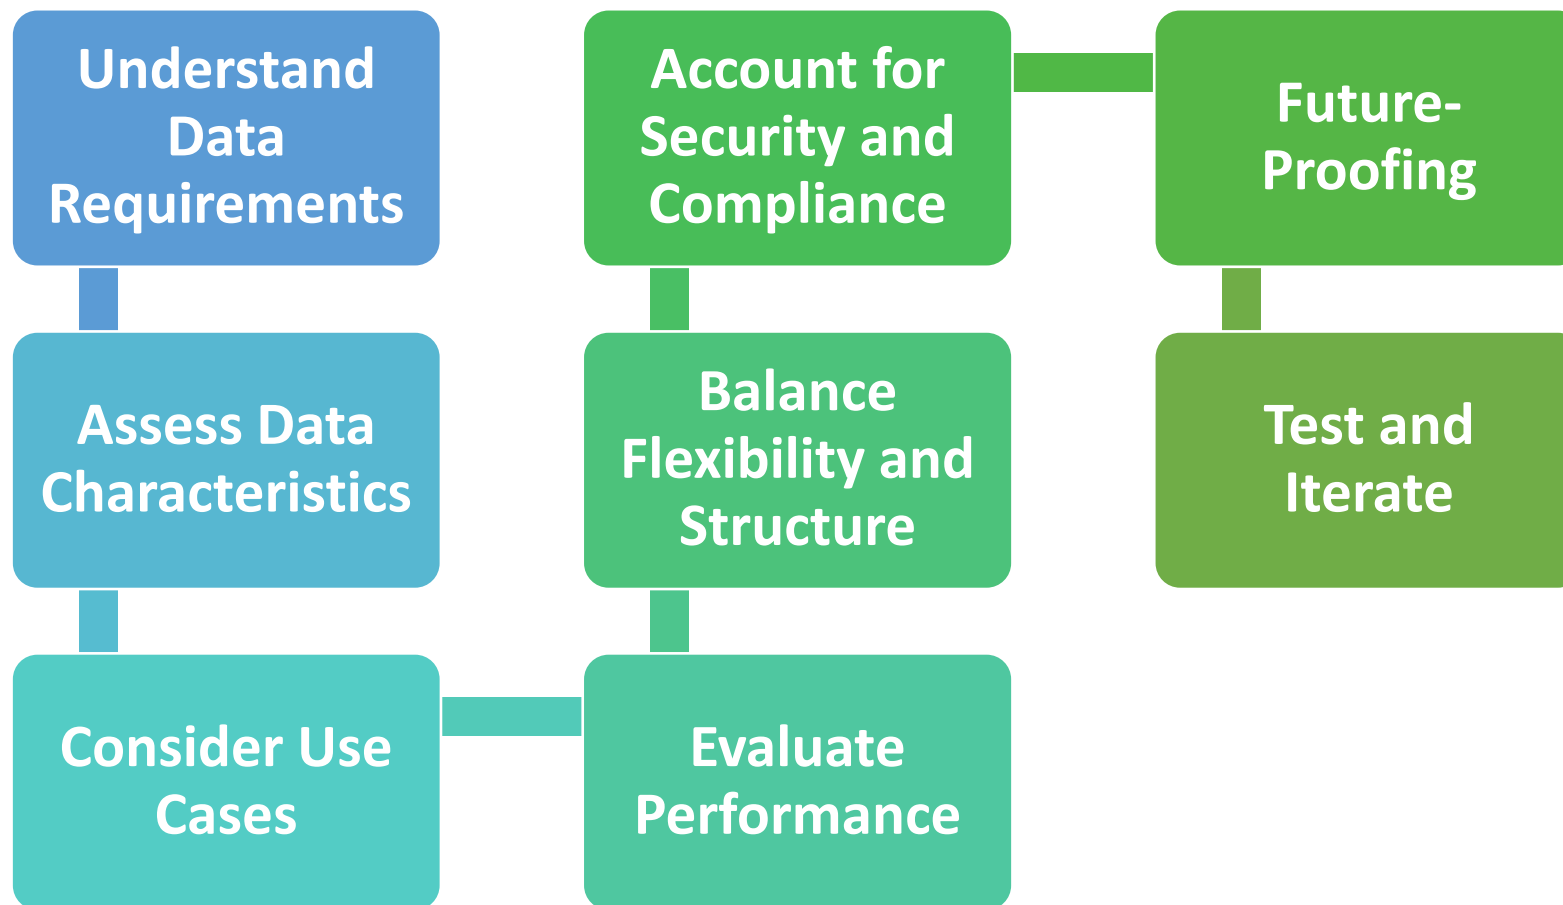 Understand
Data
Requirements
Assess Data
Characteristics
Consider Use
Cases
Evaluate
Performance
Balance
Flexibility and
Structure
Account for
Security and
Compliance
Future-
Proofing
Test and
Iterate